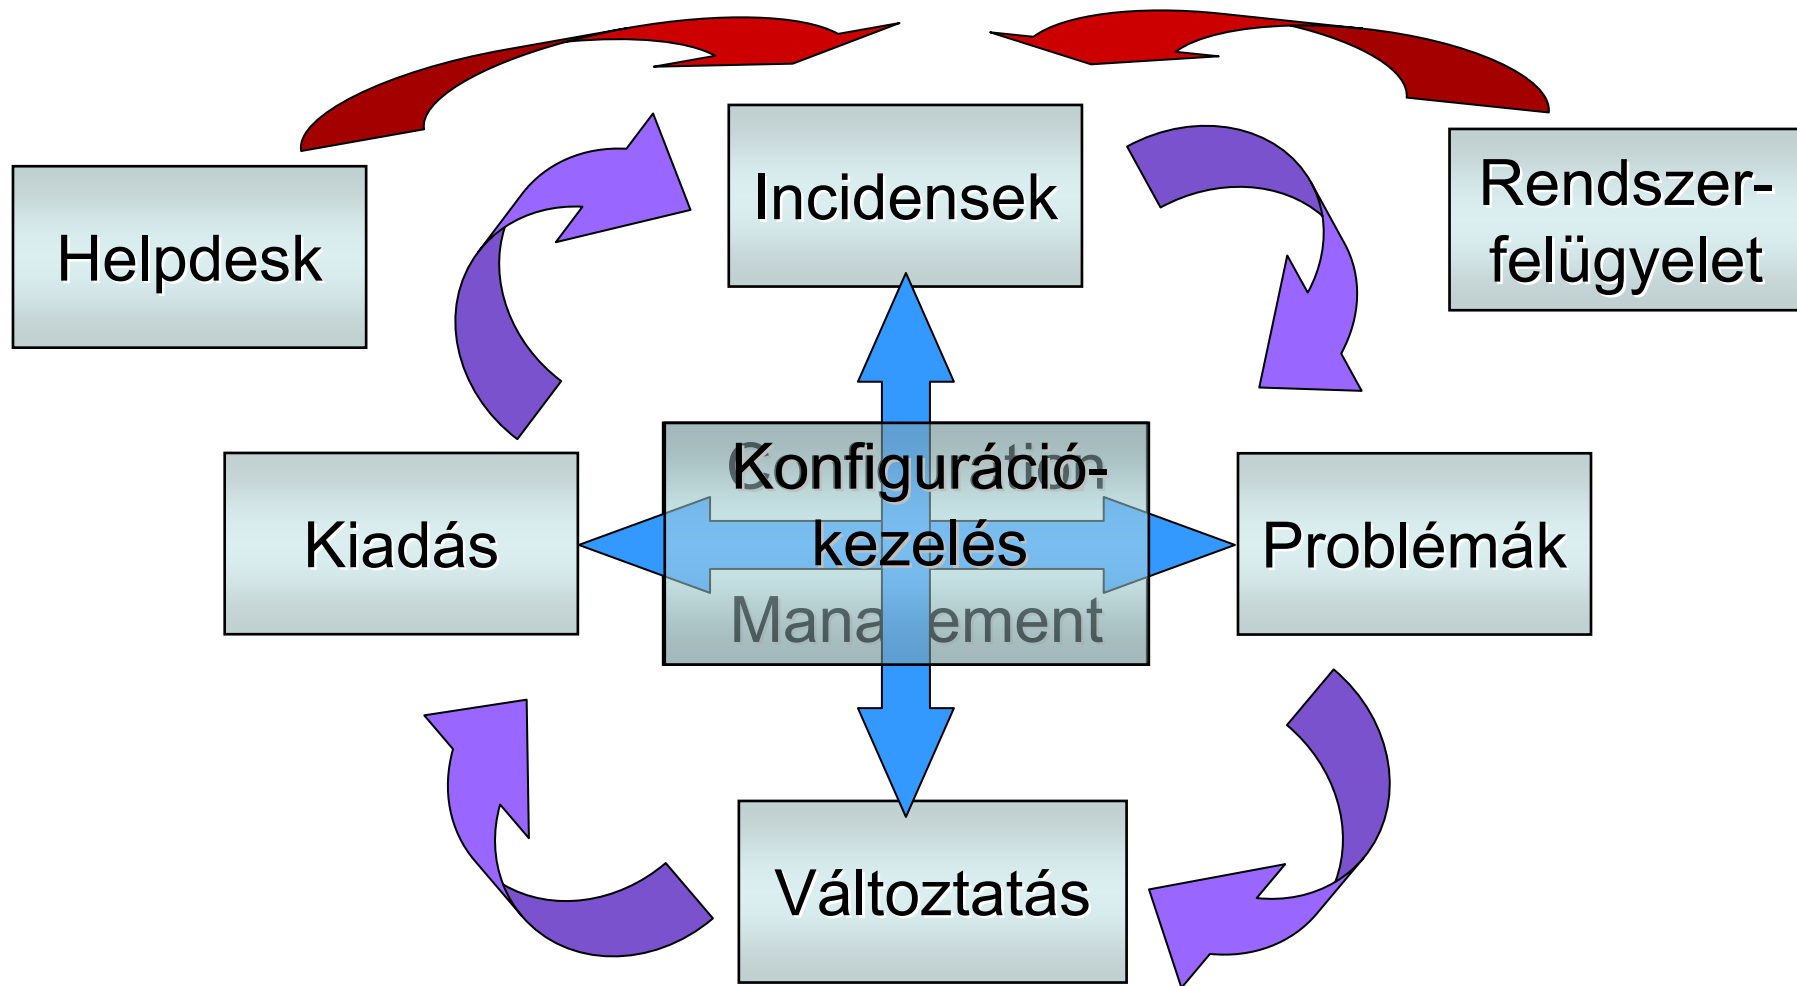 Incidensek
Rendszer-
felügyelet
Helpdesk
Konfiguráció-
kezelés
Kiadás
Problémák
Változtatás